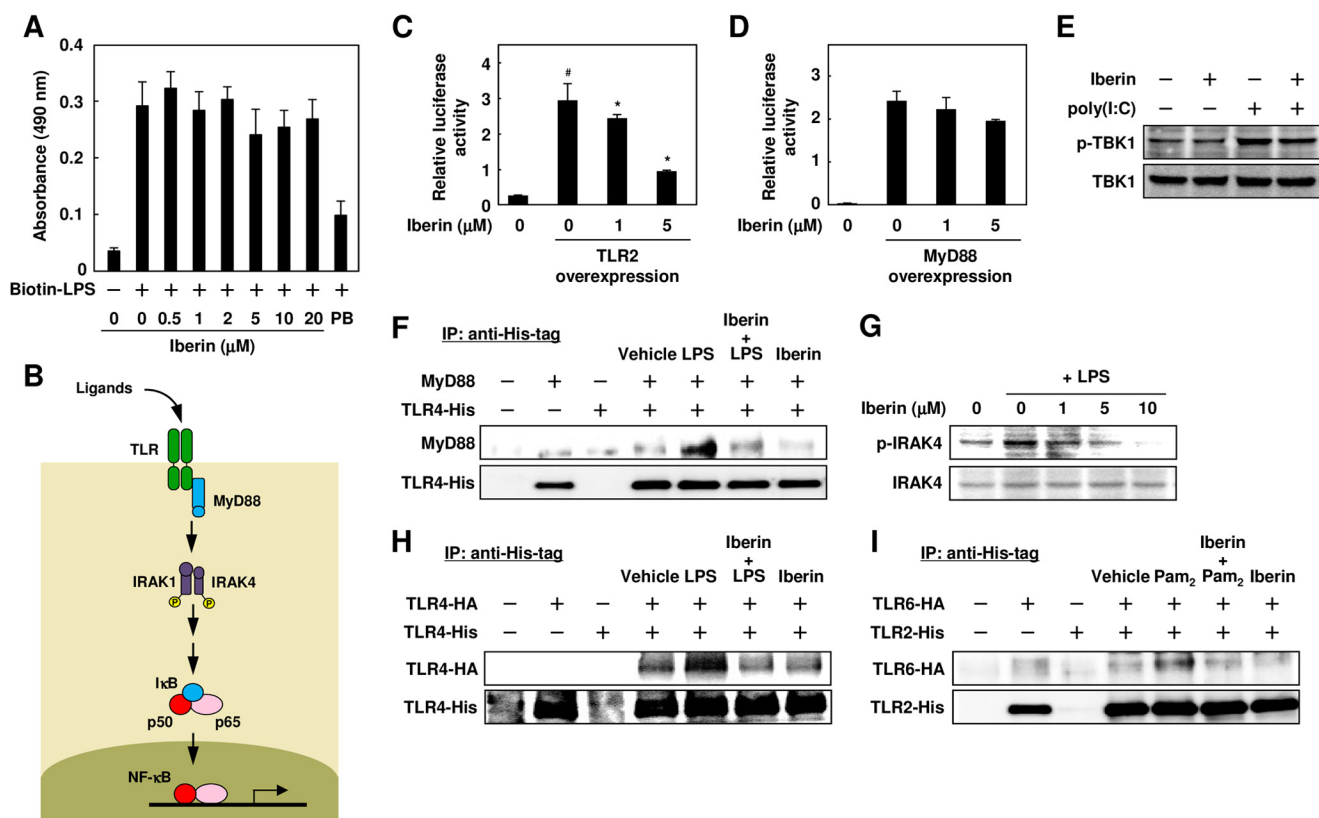 A
0.4
0.3
0.2
0.1
0
Absorbance (490 nm)
Biotin-LPS − + + + + + + + +
0 0.5 1 2 5 10 20 PB
Iberin (μM)
B
Ligands
TLR
MyD88
IRAK1 IRAK4
P P
IκB
p50 p65
NF-κB
C
4
3
2
1
0
Relative luciferase
activity
#
*
*
Iberin (μM) 0 0 1 5
TLR2
overexpression
D
3
2
1
0
Relative luciferase
activity
Iberin (μM) 0 0 1 5
MyD88
overexpression
E
Iberin − + − +
poly(I:C) − − + +
p-TBK1
TBK1
F
IP: anti-His-tag
Iberin
+
Vehicle LPS LPS Iberin
MyD88 − + − + + + +
TLR4-His − − + + + + +
MyD88
TLR4-His
G
+ LPS
Iberin (μM) 0 0 1 5 10
p-IRAK4
IRAK4
H
IP: anti-His-tag
Iberin
+
Vehicle LPS LPS Iberin
TLR4-HA − + − + + + +
TLR4-His − − + + + + +
TLR4-HA
TLR4-His
I
IP: anti-His-tag
Iberin
+
Vehicle Pam₂ Pam₂ Iberin
TLR6-HA − + − + + + +
TLR2-His − − + + + + +
TLR6-HA
TLR2-His